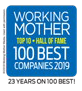 WORKING
MOTHER
TOP 10 + HALL OF FAME
100 BEST
COMPANIES 2019
23 YEARS ON 100 BEST!